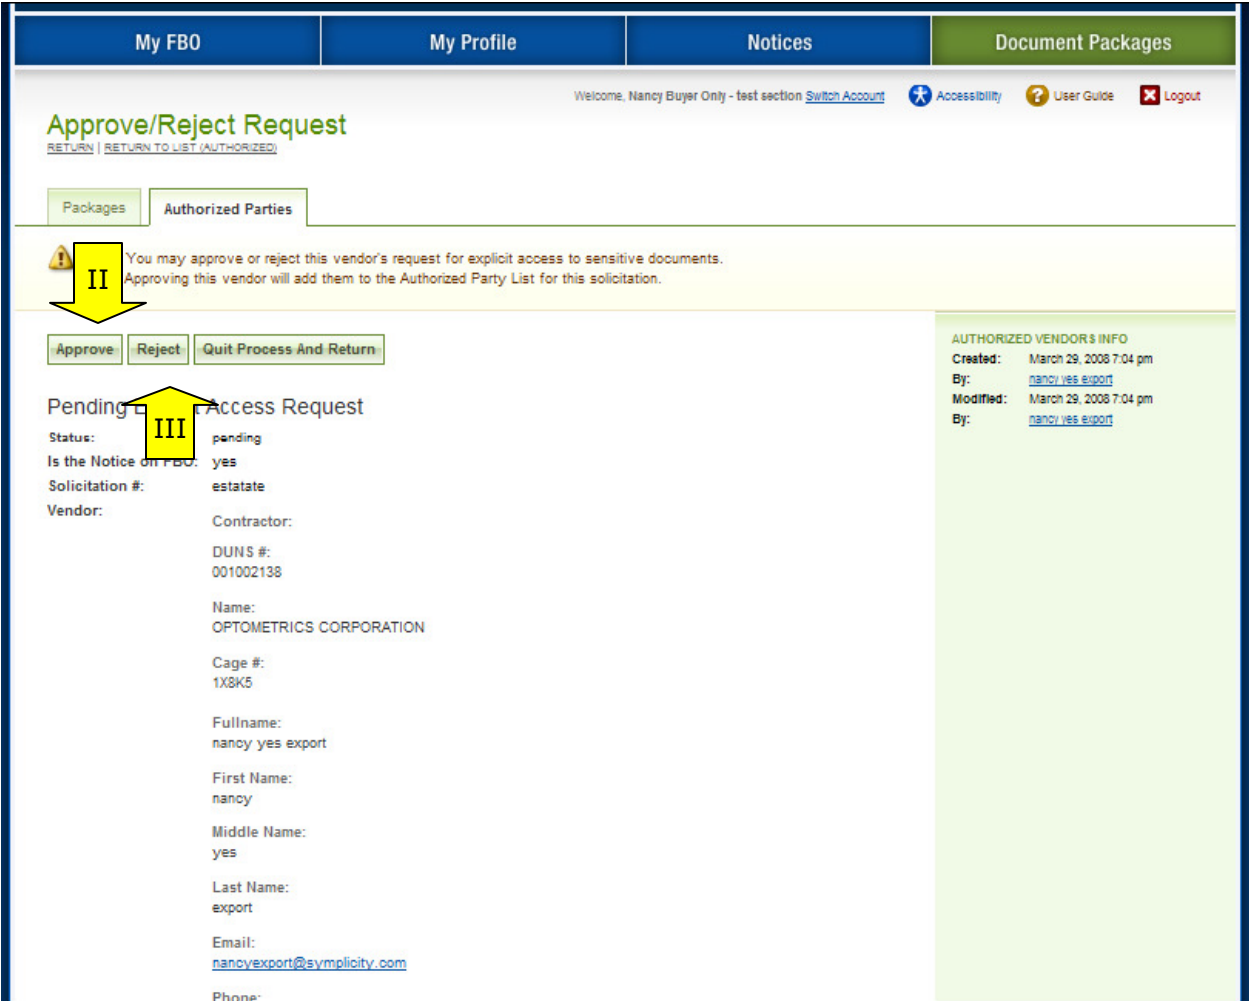 My FBO My Profile Notices Document Packages
Welcome, Nancy Buyer Only - test section Switch Account Accessibility User Guide Logout
Approve/Reject Request
RETURN | RETURN TO LIST (AUTHORIZED)
Packages Authorized Parties
You may approve or reject this vendor's request for explicit access to sensitive documents.
Approving this vendor will add them to the Authorized Party List for this solicitation.
II
Approve Reject Quit Process And Return
AUTHORIZED VENDORS INFO
Created: March 29, 2008 7:04 pm
By: nancy yes export
Modified: March 29, 2008 7:04 pm
By: nancy yes export
Pending Access Request
III
Status: pending
Is the Notice on FBO: yes
Solicitation #: estatate
Vendor:
Contractor:
DUNS #:
001002138
Name:
OPTOMETRICS CORPORATION
Cage #:
1X8K5
Fullname:
nancy yes export
First Name:
nancy
Middle Name:
yes
Last Name:
export
Email:
nancyexport@symplicity.com
Phone: